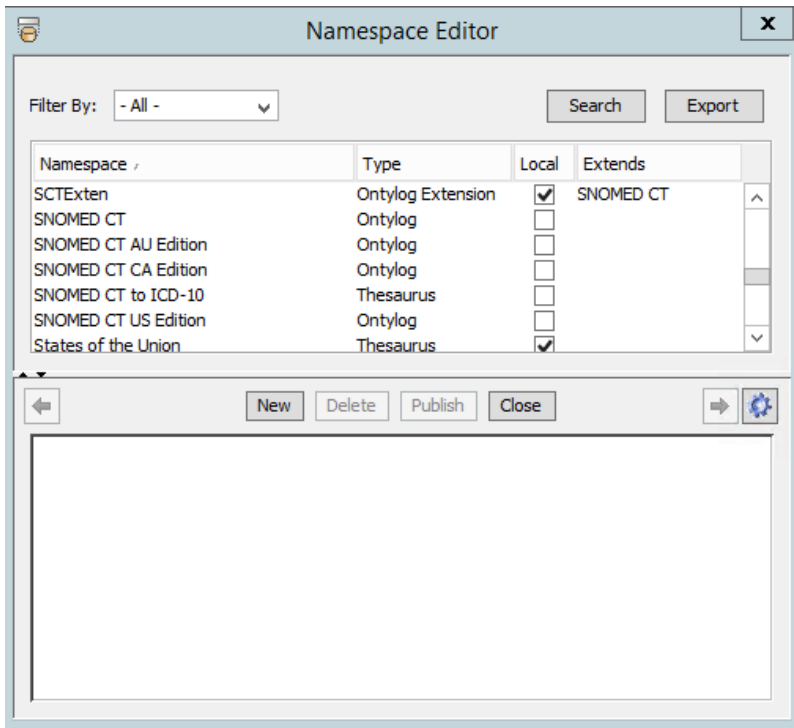 Namespace Editor x
Filter By: - All - Search Export
Namespace Type Local Extends
SCTExten Ontylog Extension SNOMED CT
SNOMED CT Ontylog
SNOMED CT AU Edition Ontylog
SNOMED CT CA Edition Ontylog
SNOMED CT to ICD-10 Thesaurus
SNOMED CT US Edition Ontylog
States of the Union Thesaurus
New Delete Publish Close